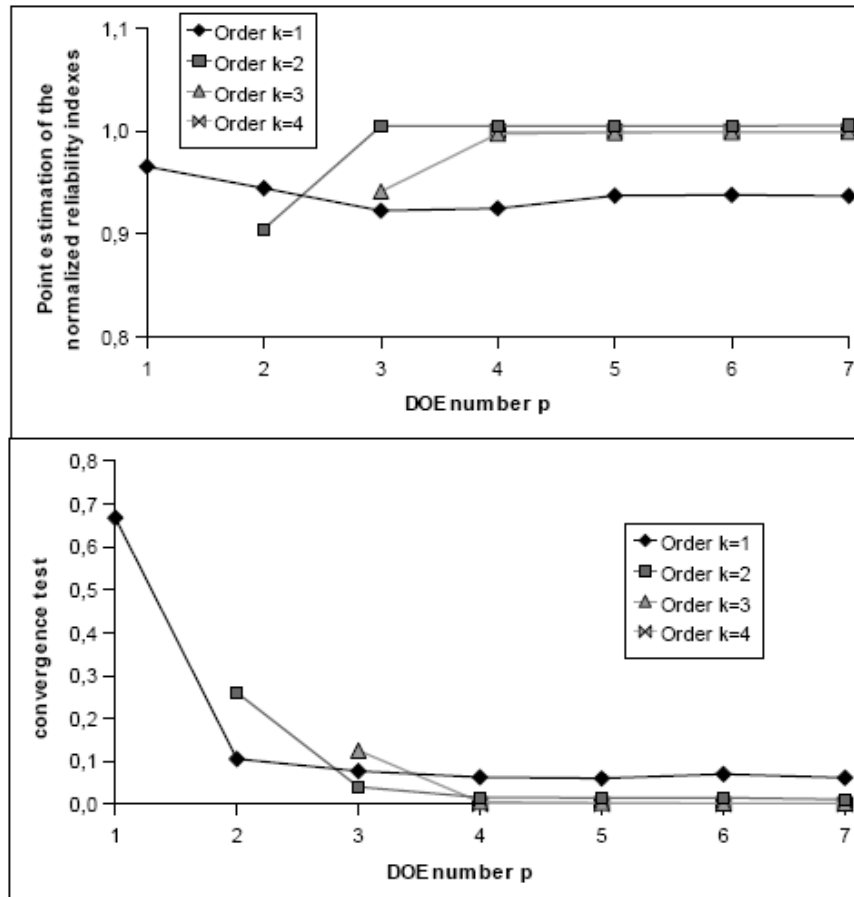 1,1
1,0
0,9
0,8
Point estimation of the
normalized reliability indexes
Order k=1
Order k=2
Order k=3
Order k=4
1 2 3 4 5 6 7
DOE number p
0,8
0,7
0,6
0,5
0,4
0,3
0,2
0,1
0,0
convergence test
Order k=1
Order k=2
Order k=3
Order k=4
1 2 3 4 5 6 7
DOE number p